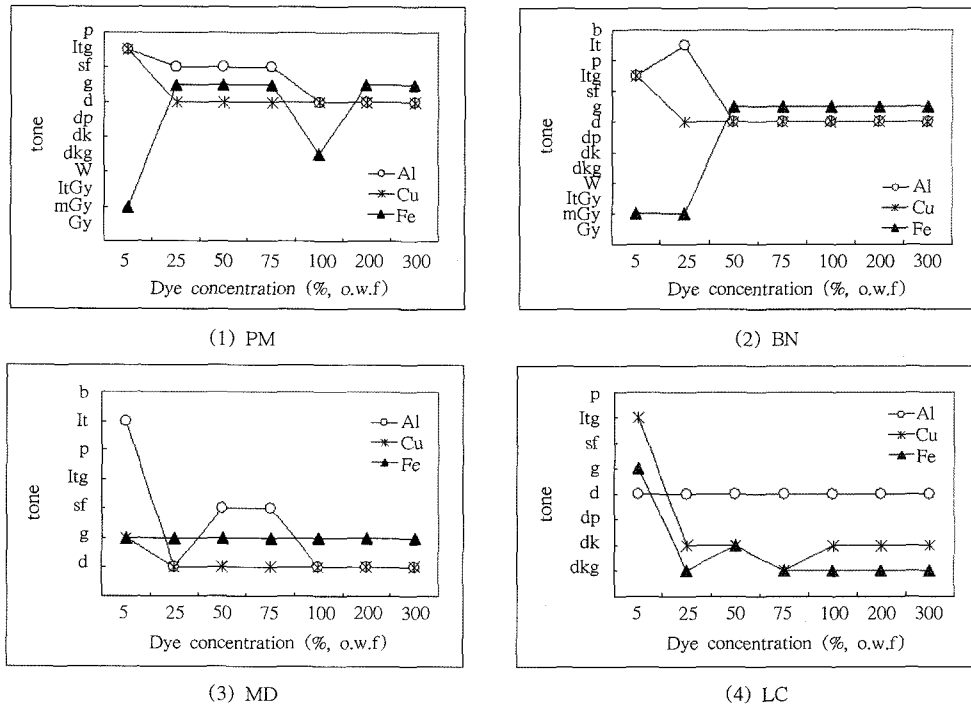 p
ltg
sf
g
d
dp
dk
dkg
W
ltGy
mGy
Gy
tone
Al
Cu
Fe
5 25 50 75 100 200 300
Dye concentration (%, o.w.f)
(1) PM
b
lt
p
ltg
sf
g
d
dp
dk
dkg
W
ltGy
mGy
Gy
tone
Al
Cu
Fe
5 25 50 75 100 200 300
Dye concentration (%, o.w.f)
(2) BN
b
lt
p
ltg
sf
g
d
tone
Al
Cu
Fe
5 25 50 75 100 200 300
Dye concentration (%, o.w.f)
(3) MD
p
ltg
sf
g
d
dp
dk
dkg
tone
Al
Cu
Fe
5 25 50 75 100 200 300
Dye concentration (%, o.w.f)
(4) LC